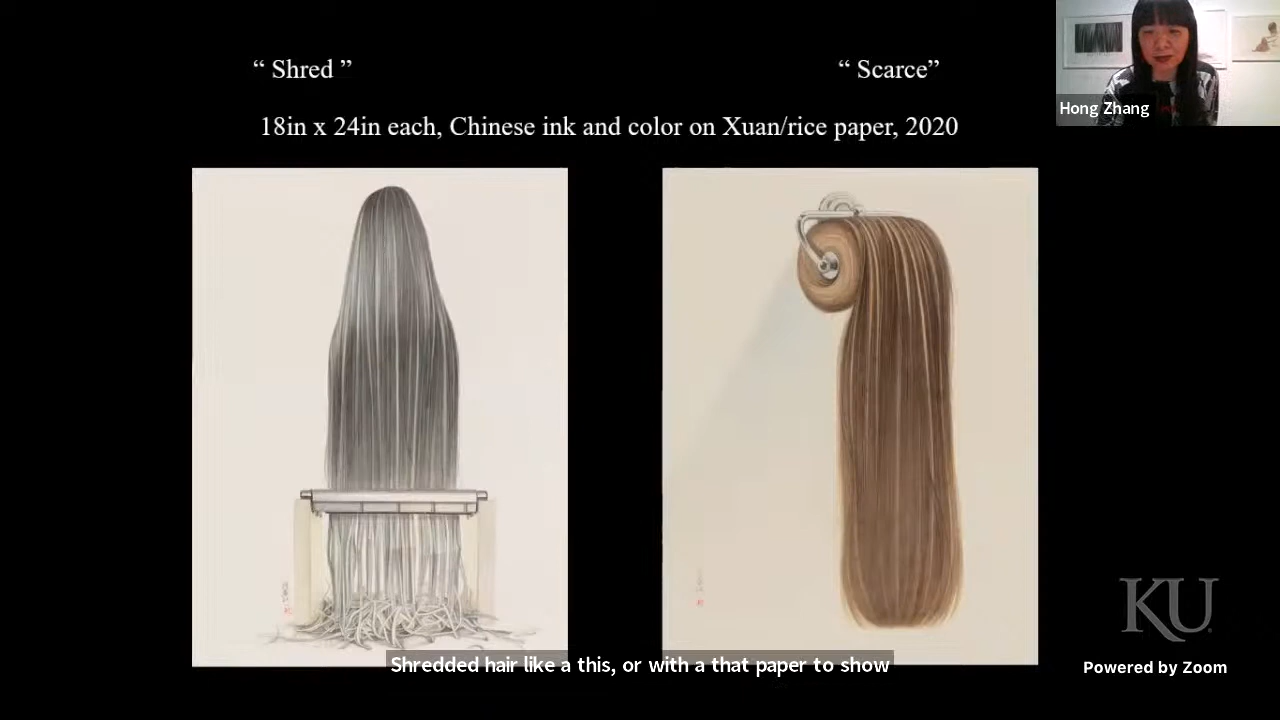 “ Shred ”
“ Scarce”
18in x 24in each, Chinese ink and color on Xuan/rice paper, 2020
Hong Zhang
KU
Powered by Zoom
Shredded hair like a this, or with a that paper to show